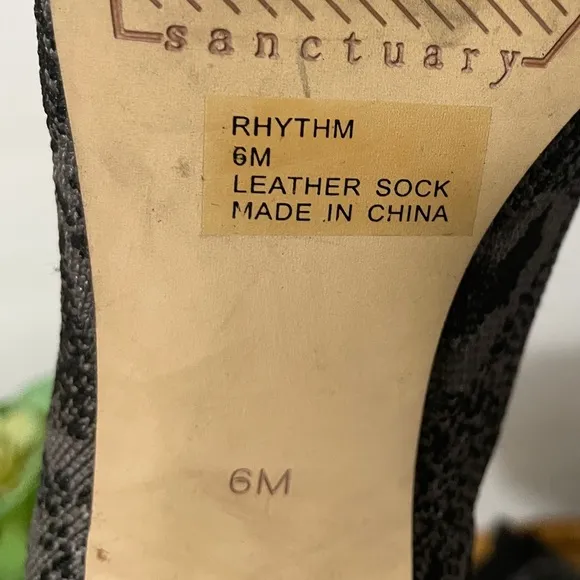 sanctuary
RHYTHM
6M
LEATHER SOCK
MADE IN CHINA
6M